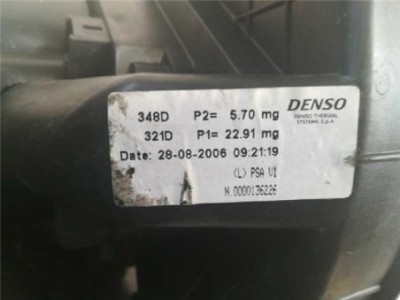 348D P2= 5.70 mg DENSO
321D P1= 22.91 mg DENSO THERMAL
SYSTEMS S.p.A
Date: 28-08-2006 09:21:19
(L) PSA VI
N.0000136226